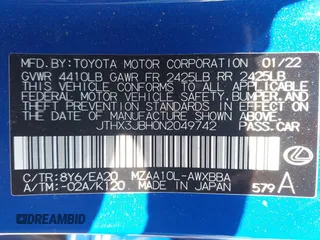 MFD.BY:TOYOTA MOTOR CORPORATION 01/22
GVWR 4410LB GAWR FR 2425LB RR 2425LB
THIS VEHICLE CONFORMS TO ALL APPLICABLE
FEDERAL MOTOR VEHICLE SAFETY, BUMPER, AND
THEFT PREVENTION STANDARDS IN EFFECT ON
THE DATE OF MANUFACTURE SHOWN ABOVE.
JTHX3JBH0N2049742 PASS.CAR
C/TR:8Y6/EA20 MZAA10L-AWXBBA
A/TM:-02A/K120 MADE IN JAPAN 579A
DREAMBID